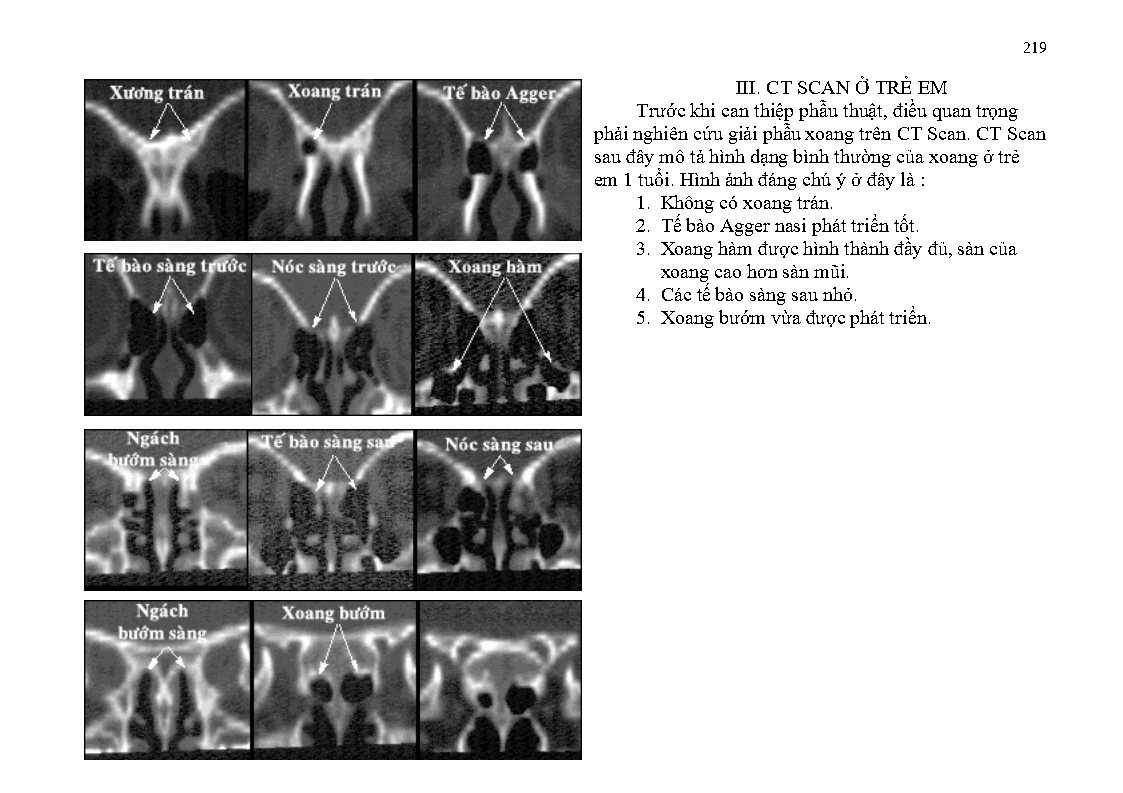 219
Xương trán
Xoang trán
Tế bào Agger
Tế bào sàng trước
Nóc sàng trước
Xoang hàm
Ngách
bướm sàng
Tế bào sàng sau
Nóc sàng sau
Ngách
bướm sàng
Xoang bướm
III. CT SCAN Ở TRẺ EM
Trước khi can thiệp phẫu thuật, điều quan trọng
phải nghiên cứu giải phẫu xoang trên CT Scan. CT Scan
sau đây mô tả hình dạng bình thường của xoang ở trẻ
em 1 tuổi. Hình ảnh đáng chú ý ở đây là :
1. Không có xoang trán.
2. Tế bào Agger nasi phát triển tốt.
3. Xoang hàm được hình thành đầy đủ, sàn của
xoang cao hơn sàn mũi.
4. Các tế bào sàng sau nhỏ.
5. Xoang bướm vừa được phát triển.